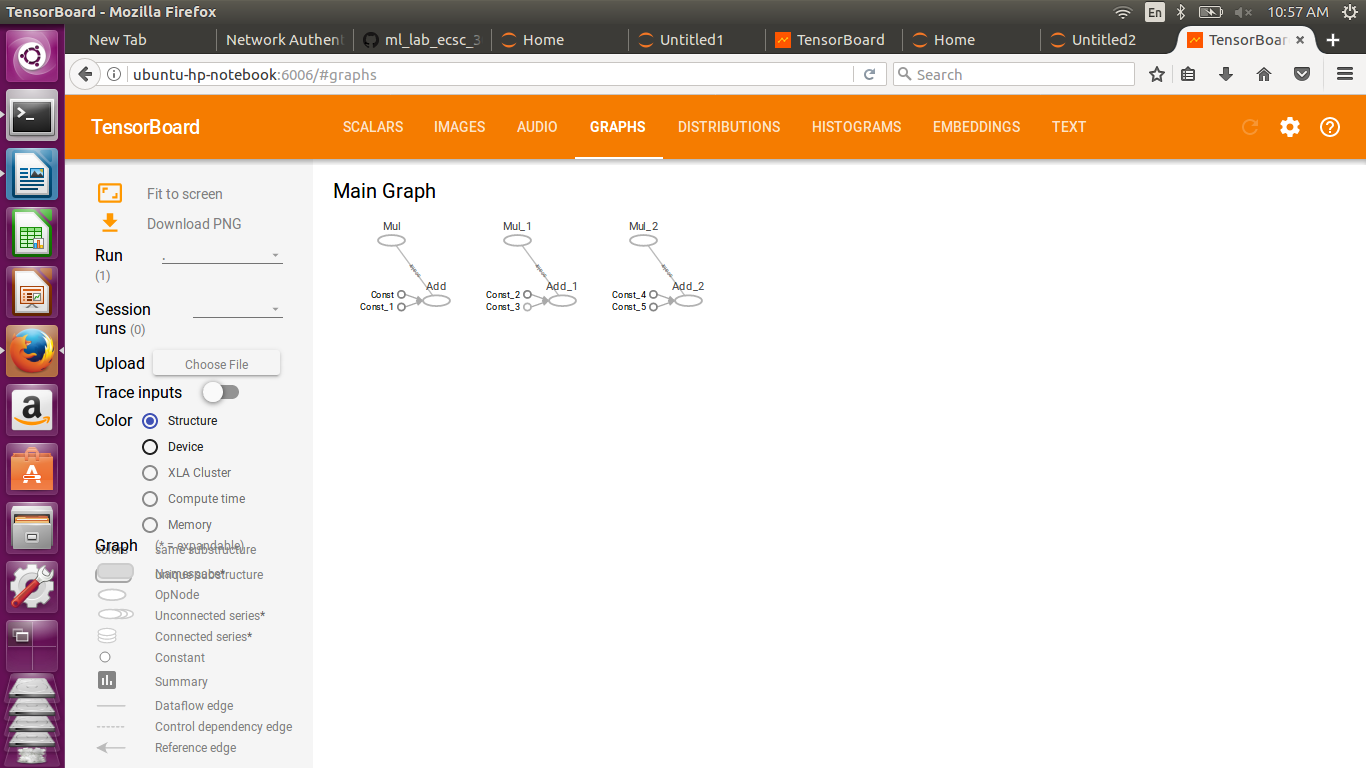 TensorBoard - Mozilla Firefox
En
10:57 AM
New Tab
Network Authent
ml_lab_ecsc_3
Home
Untitled1
TensorBoard
Home
Untitled2
TensorBoar
ubuntu-hp-notebook:6006/#graphs
Search
TensorBoard
SCALARS
IMAGES
AUDIO
GRAPHS
DISTRIBUTIONS
HISTOGRAMS
EMBEDDINGS
TEXT
Fit to screen
Download PNG
Run
(1)
.
Session
runs (0)
Upload
Choose File
Trace inputs
Color
Structure
Device
XLA Cluster
Compute time
Memory
Graph
(* = expandable)
colors
same substructure
Namespace*
unique substructure
OpNode
Unconnected series*
Connected series*
Constant
Summary
Dataflow edge
Control dependency edge
Reference edge
Main Graph
Mul
Mul_1
Mul_2
Add
Add_1
Add_2
Const
Const_1
Const_2
Const_3
Const_4
Const_5